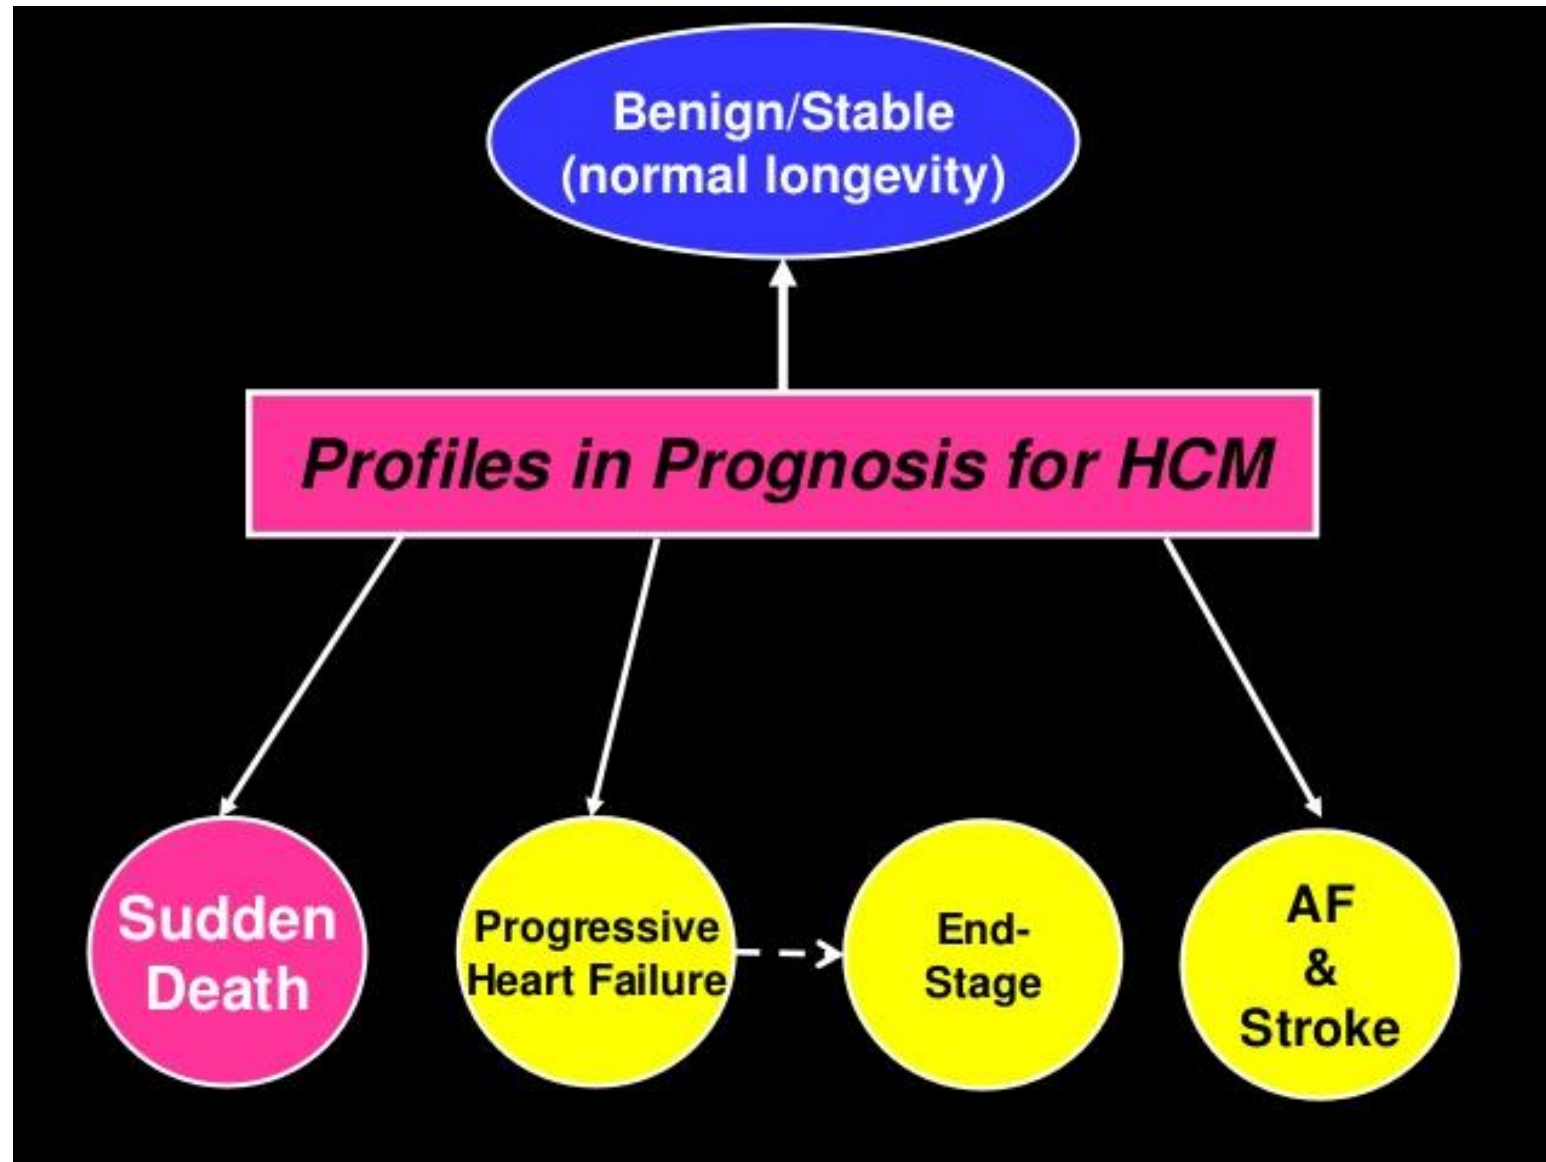 Benign/Stable
(normal longevity)
Profiles in Prognosis for HCM
Sudden
Death
Progressive
Heart Failure
End-
Stage
AF
&
Stroke